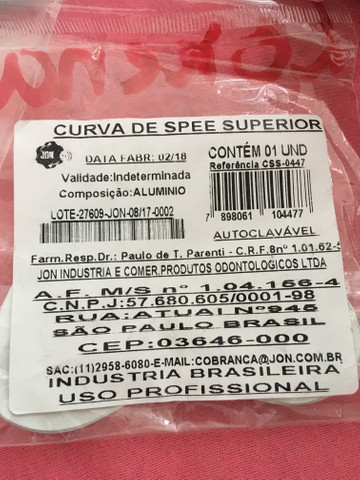 CURVA DE SPEE SUPERIOR
JON
DATA FABR: 02/18
CONTÉM 01 UND
Referência CSS-0447
Validade:Indeterminada
Composição:ALUMINIO
LOTE-27609-JON-08/17-0002
7 898061 104477
AUTOCLAVÁVEL
Farm.Resp.Dr.: Paulo de T. Parenti - C.R.F.8nº 1.01.62-5
JON INDUSTRIA E COMER.PRODUTOS ODONTOLOGICOS LTDA
A.F. M/S nº 1.04.166-4
C.N.P.J:57.680.605/0001-98
RUA:ATUAI Nº945
SÃO PAULO BRASIL
CEP:03646-000
SAC:(11)2958-6080-E-MAIL:COBRANCA@JON.COM.BR
INDUSTRIA BRASILEIRA
USO PROFISSIONAL